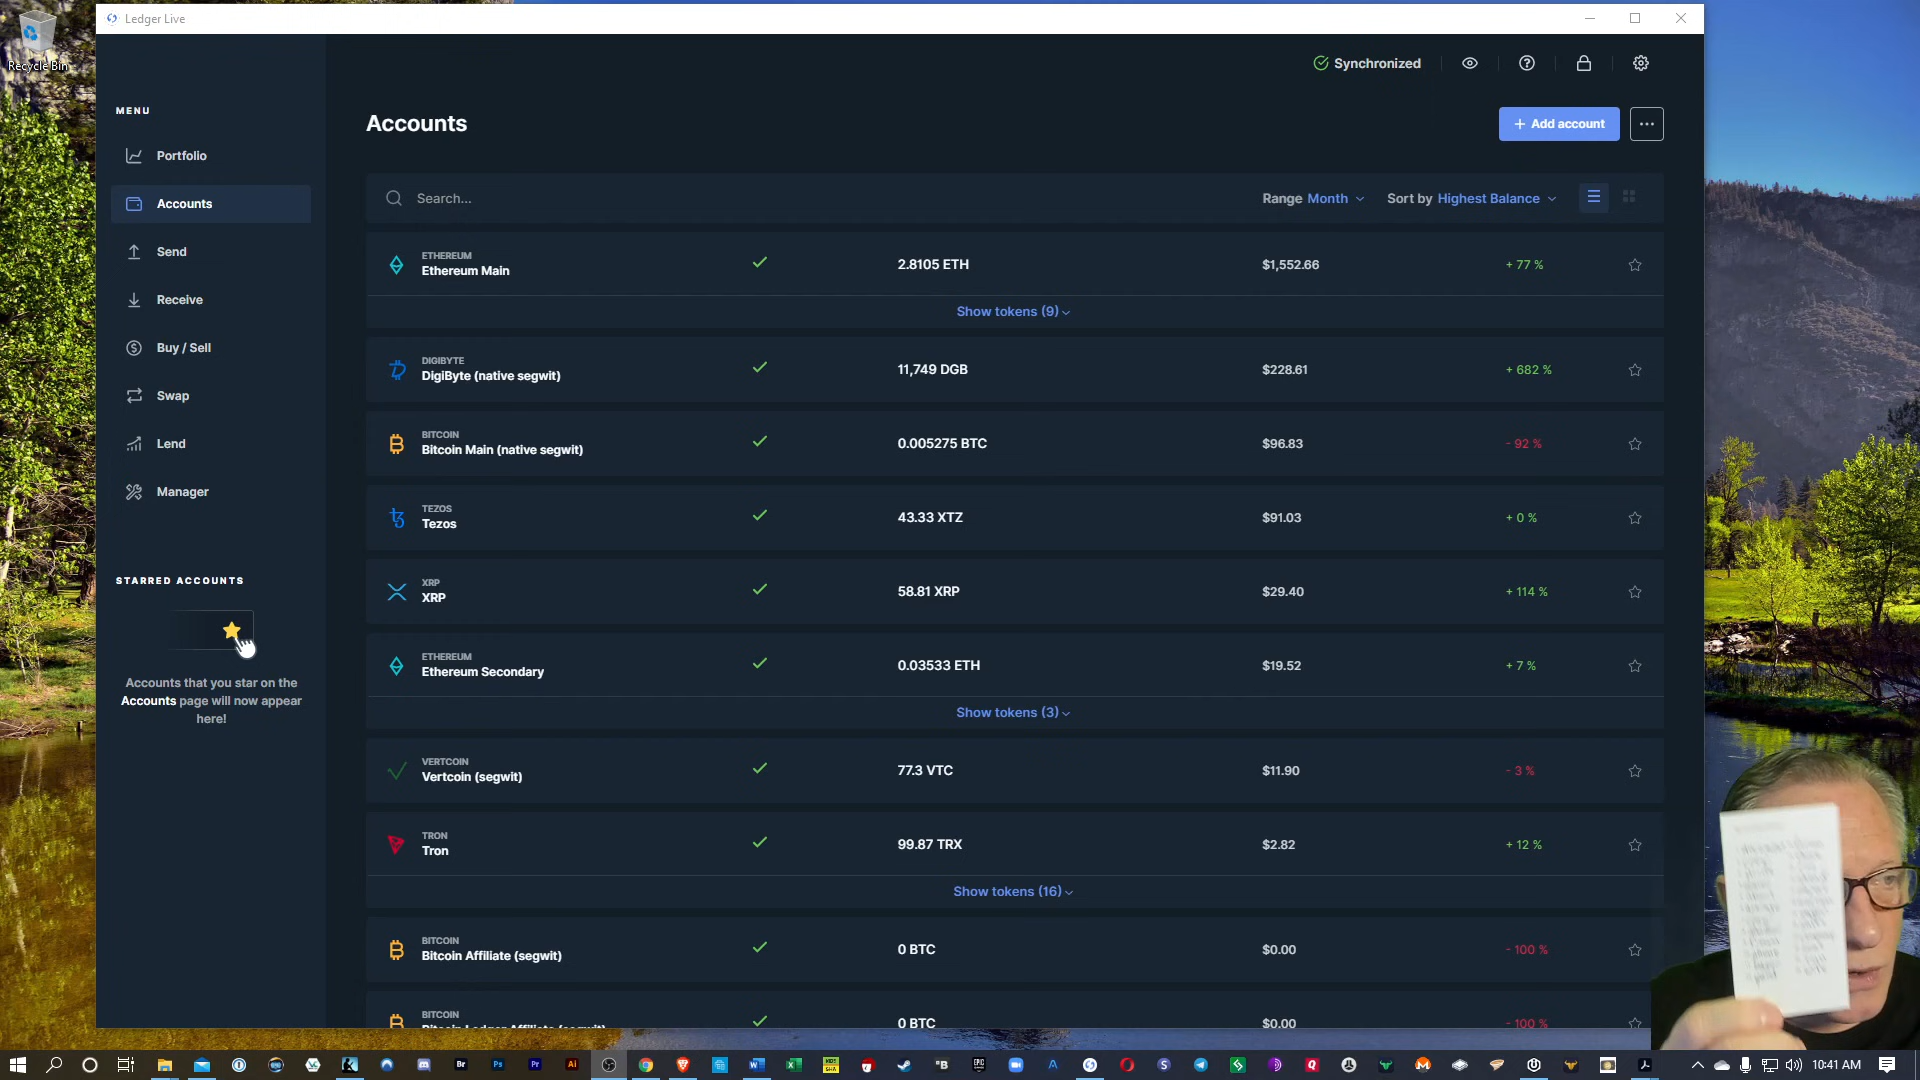 Ledger Live
Recycle Bin
Synchronized
MENU
Portfolio
Accounts
Send
Receive
Buy / Sell
Swap
Lend
Manager
STARRED ACCOUNTS
Accounts that you star on the
Accounts page will now appear
here!
Accounts
+ Add account
Search...
Range Month
Sort by Highest Balance
ETHEREUM
Ethereum Main
2.8105 ETH
$1,552.66
+ 77 %
Show tokens (9)
DIGIBYTE
DigiByte (native segwit)
11,749 DGB
$228.61
+ 682 %
BITCOIN
Bitcoin Main (native segwit)
0.005275 BTC
$96.83
- 92 %
TEZOS
Tezos
43.33 XTZ
$91.03
+ 0 %
XRP
XRP
58.81 XRP
$29.40
+ 114 %
ETHEREUM
Ethereum Secondary
0.03533 ETH
$19.52
+ 7 %
Show tokens (3)
VERTCOIN
Vertcoin (segwit)
77.3 VTC
$11.90
- 3 %
TRON
Tron
99.87 TRX
$2.82
+ 12 %
Show tokens (16)
BITCOIN
Bitcoin Affiliate (segwit)
0 BTC
$0.00
- 100 %
BITCOIN
Bitcoin Ledger Affiliate (segwit)
0 BTC
$0.00
- 100 %
10:41 AM